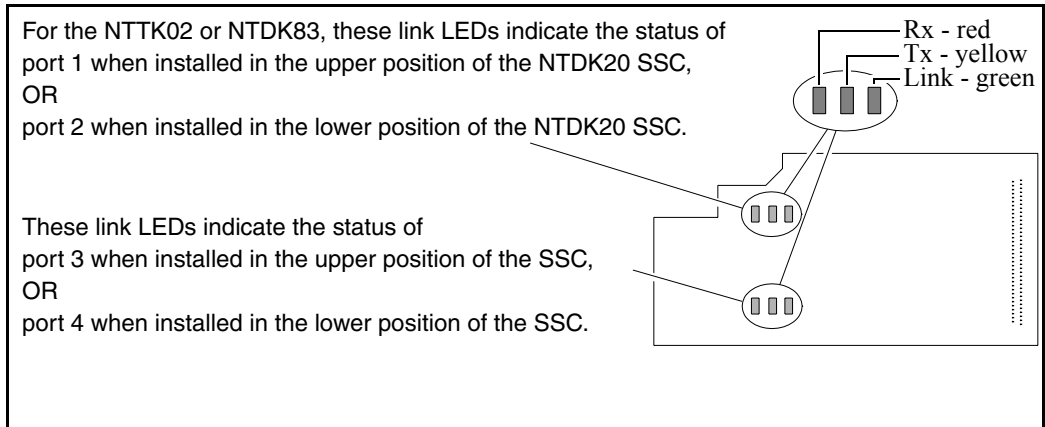 For the NTTK02 or NTDK83, these link LEDs indicate the status of
port 1 when installed in the upper position of the NTDK20 SSC,
OR
port 2 when installed in the lower position of the NTDK20 SSC.
These link LEDs indicate the status of
port 3 when installed in the upper position of the SSC,
OR
port 4 when installed in the lower position of the SSC.
Rx - red
Tx - yellow
Link - green